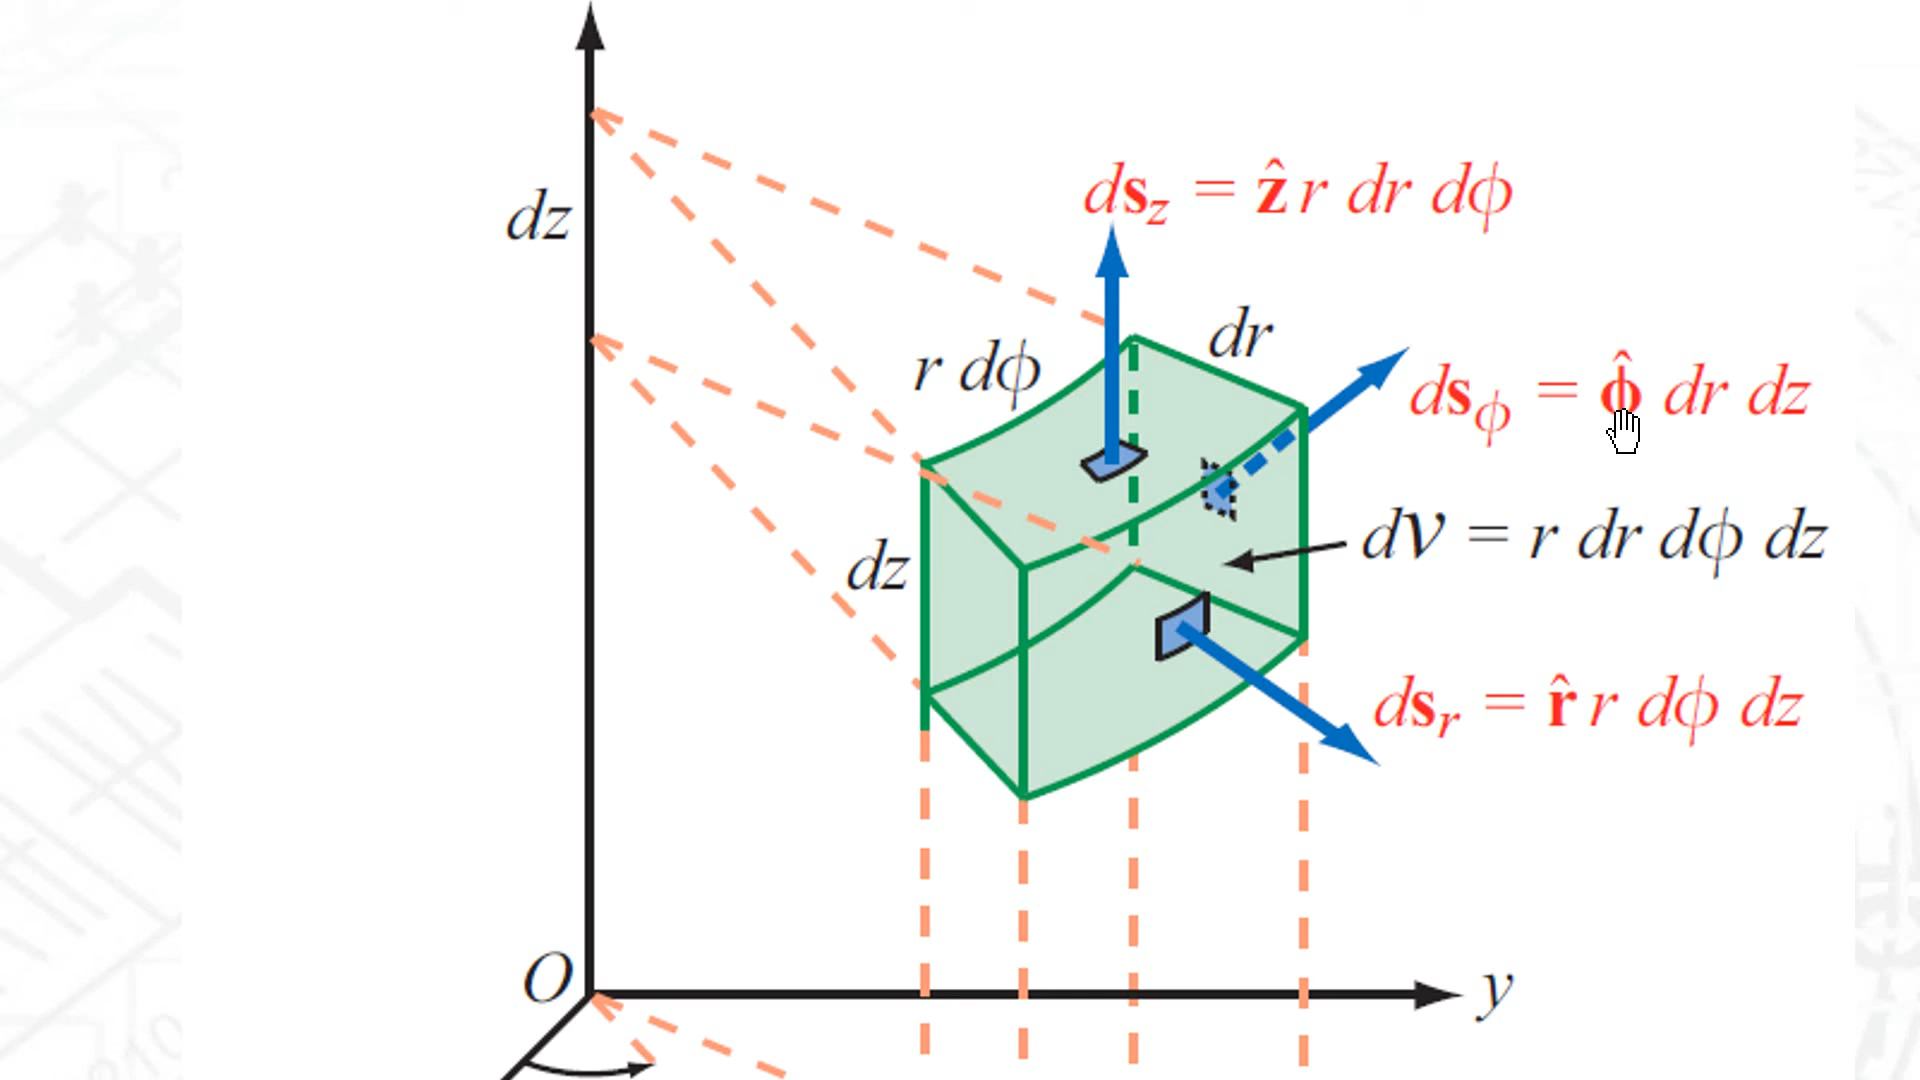 dz
ds_z = ẑ r dr dϕ
dr
r dϕ
ds_ϕ = ϕ̂ dr dz
dV = r dr dϕ dz
dz
ds_r = r̂ r dϕ dz
O
y